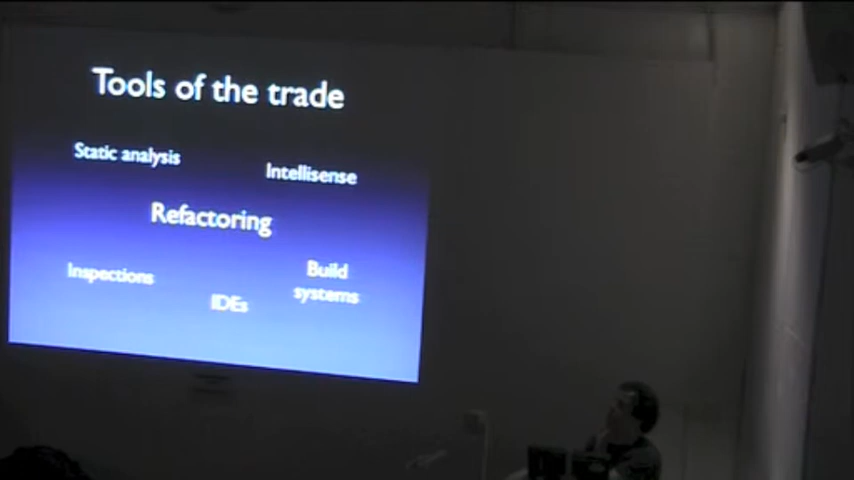 Tools of the trade
Static analysis
Intellisense
Refactoring
Inspections
Build
systems
IDEs